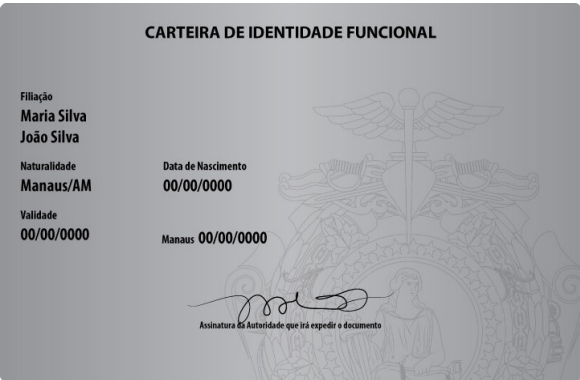 CARTEIRA DE IDENTIDADE FUNCIONAL
Filiação
Maria Silva
João Silva
Naturalidade
Manaus/AM
Data de Nascimento
00/00/0000
Validade
00/00/0000
Manaus 00/00/0000
Assinatura da Autoridade que irá expedir o documento